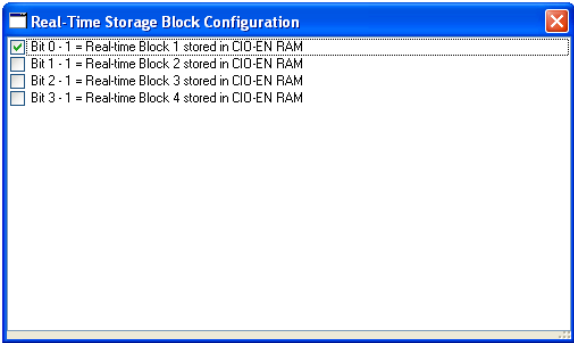 Real-Time Storage Block Configuration
Bit 0 - 1 = Real-time Block 1 stored in CIO-EN RAM
Bit 1 - 1 = Real-time Block 2 stored in CIO-EN RAM
Bit 2 - 1 = Real-time Block 3 stored in CIO-EN RAM
Bit 3 - 1 = Real-time Block 4 stored in CIO-EN RAM